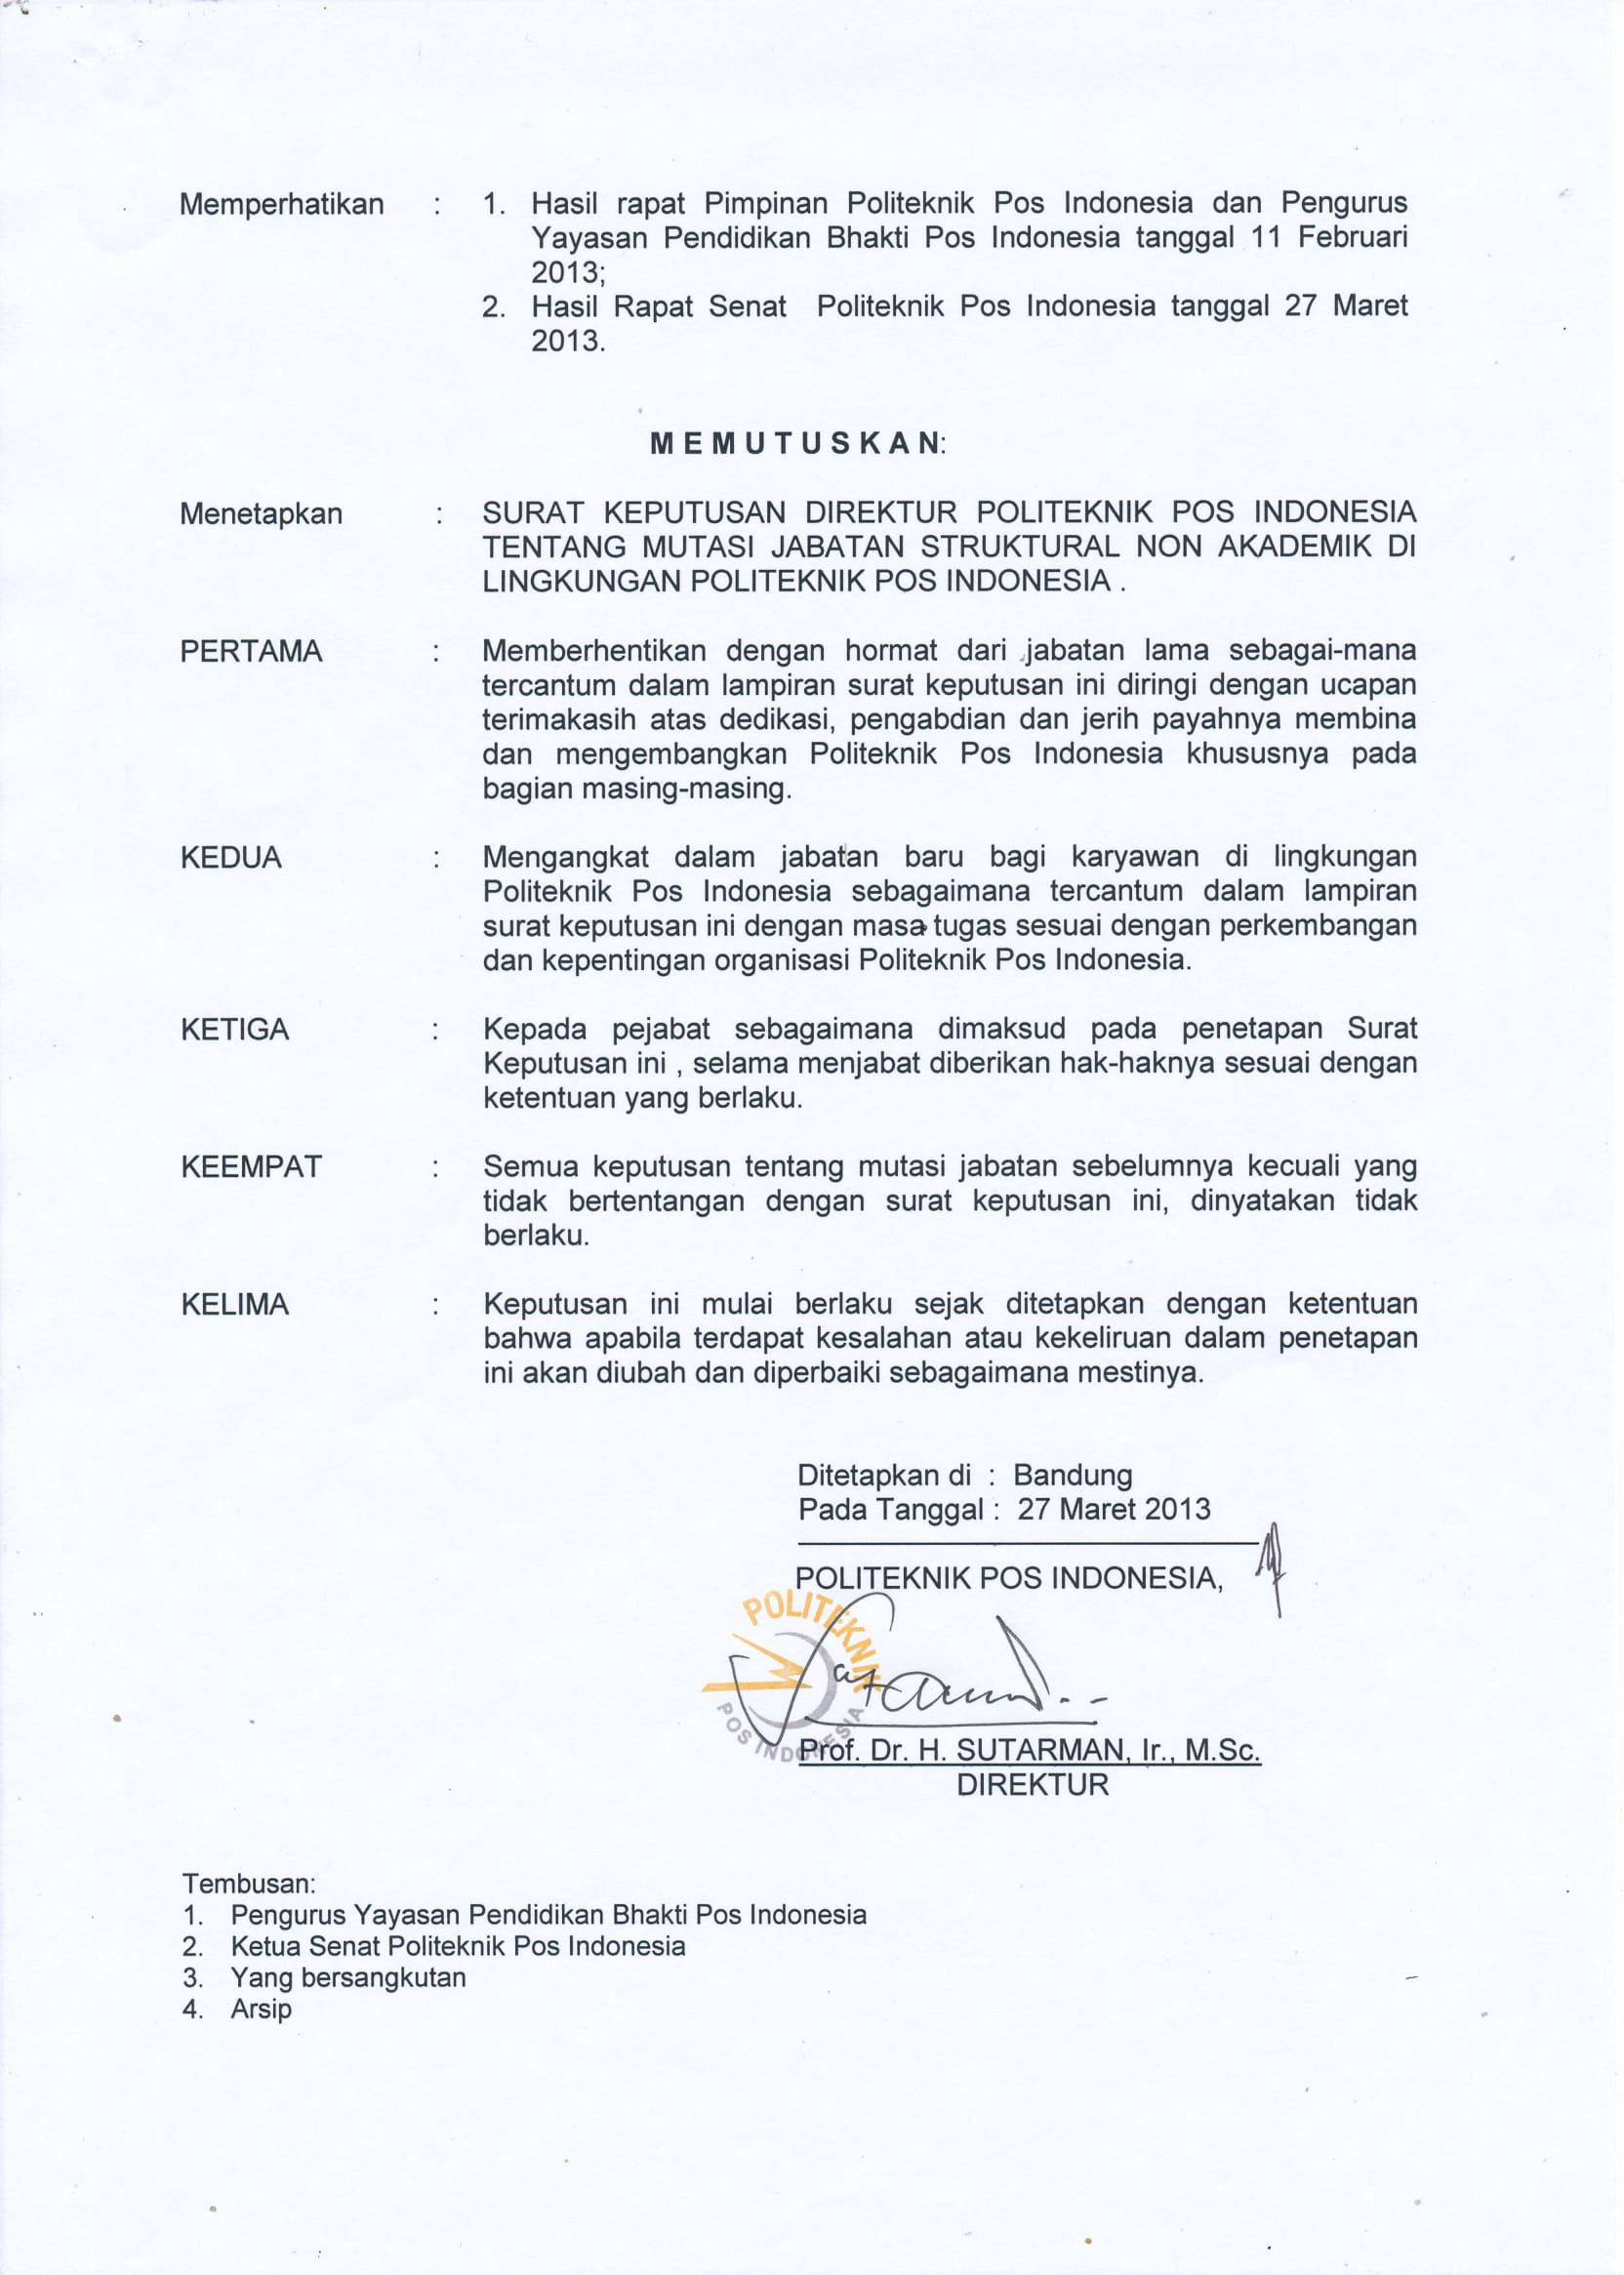 Memperhatikan : 1. Hasil rapat Pimpinan Politeknik Pos Indonesia dan Pengurus
Yayasan Pendidikan Bhakti Pos Indonesia tanggal 11 Februari
2013;
2. Hasil Rapat Senat Politeknik Pos Indonesia tanggal 27 Maret
2013.
M E M U T U S K A N:
Menetapkan : SURAT KEPUTUSAN DIREKTUR POLITEKNIK POS INDONESIA
TENTANG MUTASI JABATAN STRUKTURAL NON AKADEMIK DI
LINGKUNGAN POLITEKNIK POS INDONESIA .
PERTAMA : Memberhentikan dengan hormat dari jabatan lama sebagai-mana
tercantum dalam lampiran surat keputusan ini diringi dengan ucapan
terimakasih atas dedikasi, pengabdian dan jerih payahnya membina
dan mengembangkan Politeknik Pos Indonesia khususnya pada
bagian masing-masing.
KEDUA : Mengangkat dalam jabatan baru bagi karyawan di lingkungan
Politeknik Pos Indonesia sebagaimana tercantum dalam lampiran
surat keputusan ini dengan masa tugas sesuai dengan perkembangan
dan kepentingan organisasi Politeknik Pos Indonesia.
KETIGA : Kepada pejabat sebagaimana dimaksud pada penetapan Surat
Keputusan ini , selama menjabat diberikan hak-haknya sesuai dengan
ketentuan yang berlaku.
KEEMPAT : Semua keputusan tentang mutasi jabatan sebelumnya kecuali yang
tidak bertentangan dengan surat keputusan ini, dinyatakan tidak
berlaku.
KELIMA : Keputusan ini mulai berlaku sejak ditetapkan dengan ketentuan
bahwa apabila terdapat kesalahan atau kekeliruan dalam penetapan
ini akan diubah dan diperbaiki sebagaimana mestinya.
Ditetapkan di : Bandung
Pada Tanggal : 27 Maret 2013
POLITEKNIK POS INDONESIA,
POLITEKNIK
POS INDONESIA
Prof. Dr. H. SUTARMAN, Ir., M.Sc.
DIREKTUR
Tembusan:
1. Pengurus Yayasan Pendidikan Bhakti Pos Indonesia
2. Ketua Senat Politeknik Pos Indonesia
3. Yang bersangkutan
4. Arsip